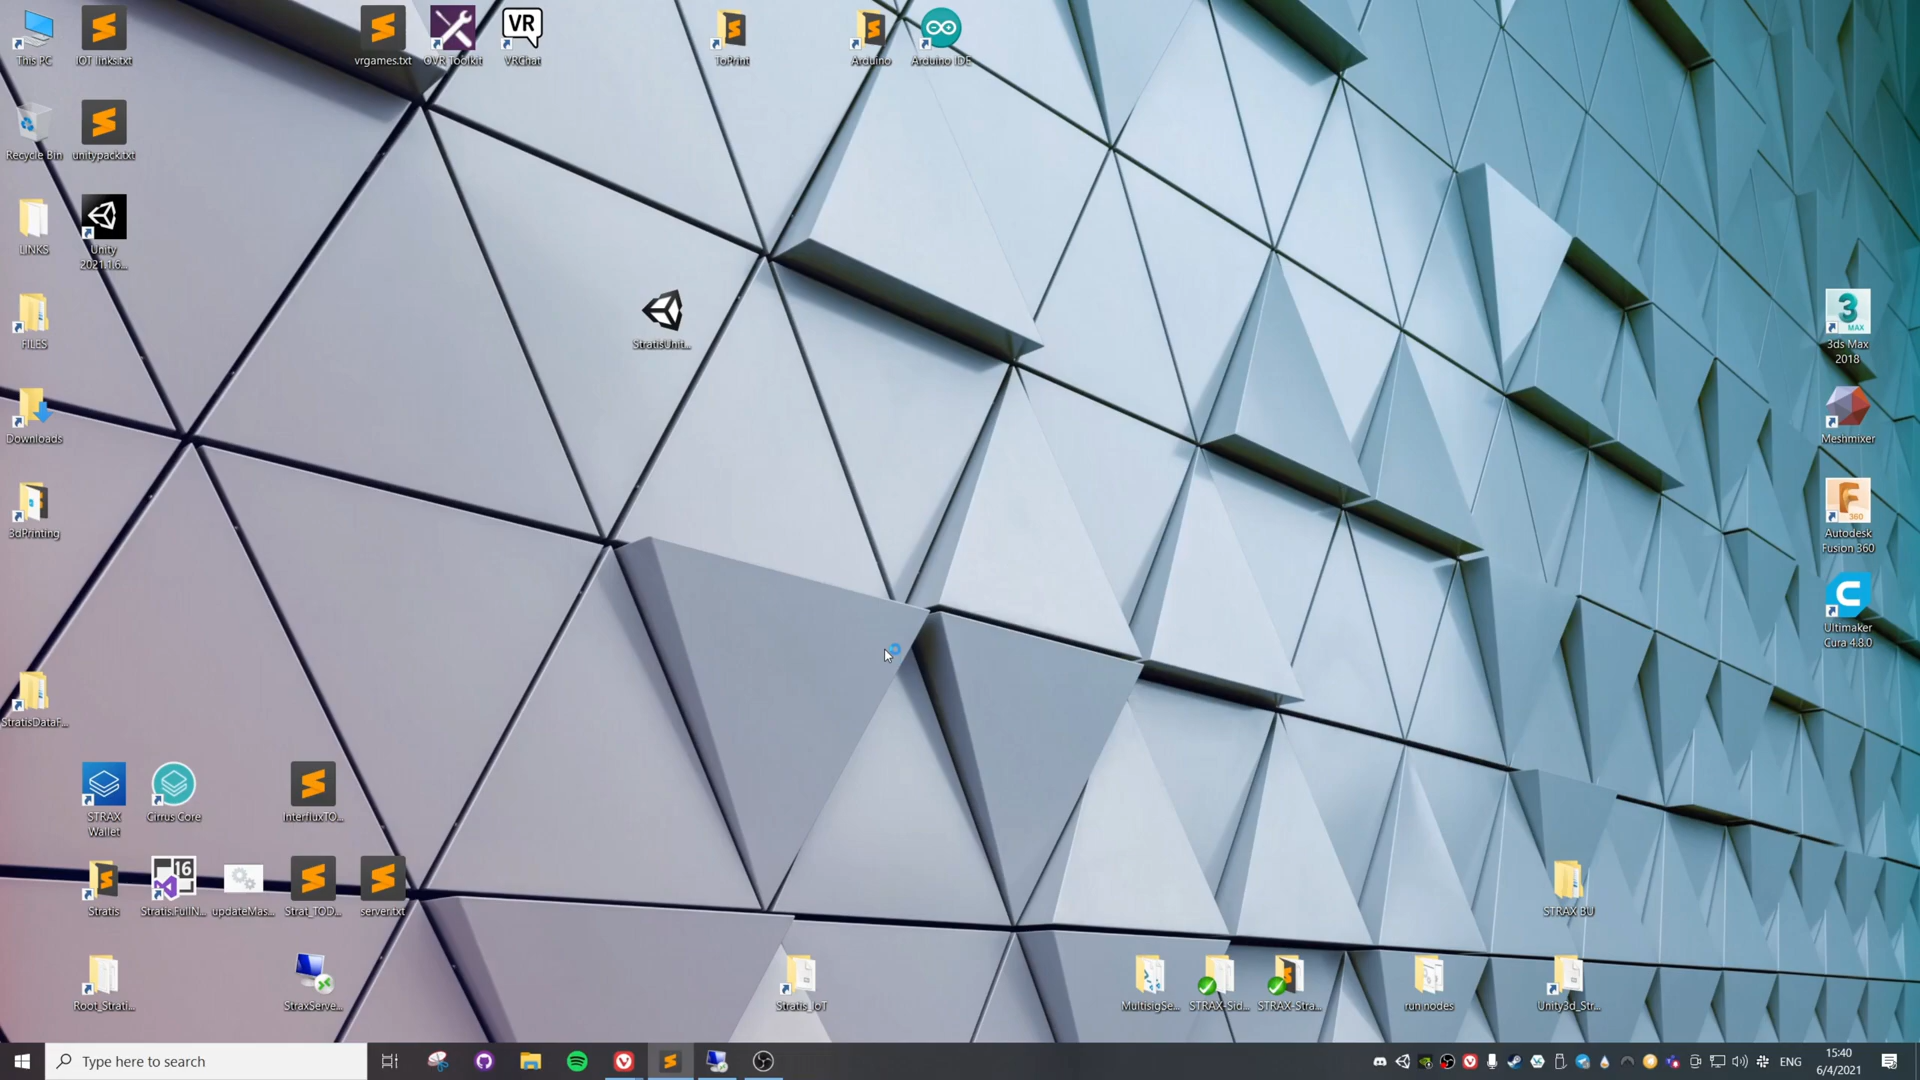 This PC
IOT links.txt
vrgames.txt
OVR Toolkit
VR
VRChat
ToPrint
Arduino
Arduino IDE
Recycle Bin
unitypack.txt
LINKS
Unity
2021.1.6...
FILES
StratisUnit...
3
MAX
3ds Max
2018
Downloads
Meshmixer
3dPrinting
F
360
Autodesk
Fusion 360
C
Ultimaker
Cura 4.8.0
StratisDataF...
STRAX
Wallet
Cirrus Core
InterfluxTO...
16
Stratis
Stratis.FullN...
updateMas...
Strat_TOD...
server.txt
STRAX BU
Root_Strati...
StraxServe...
Stratis_IoT
MultisigSe...
STRAX-Sid...
STRAX-Stra...
run nodes
Unity3d_Str...
Type here to search
ENG
15:40
6/4/2021